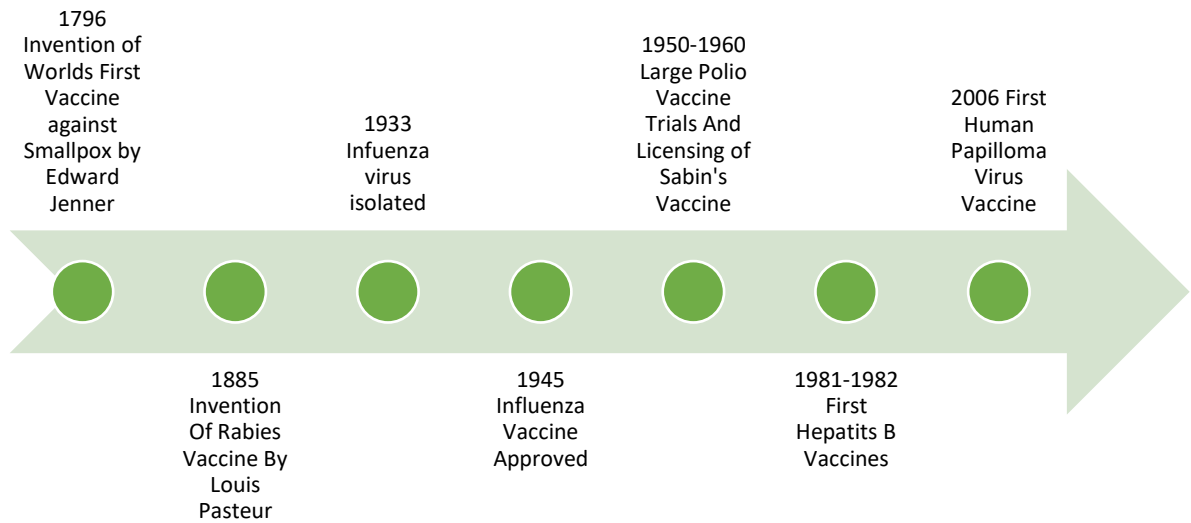 1796
Invention of
Worlds First
Vaccine
against
Smallpox by
Edward
Jenner
1885
Invention
Of Rabies
Vaccine By
Louis
Pasteur
1933
Infuenza
virus
isolated
1945
Influenza
Vaccine
Approved
1950-1960
Large Polio
Vaccine
Trials And
Licensing of
Sabin's
Vaccine
1981-1982
First
Hepatits B
Vaccines
2006 First
Human
Papilloma
Virus
Vaccine